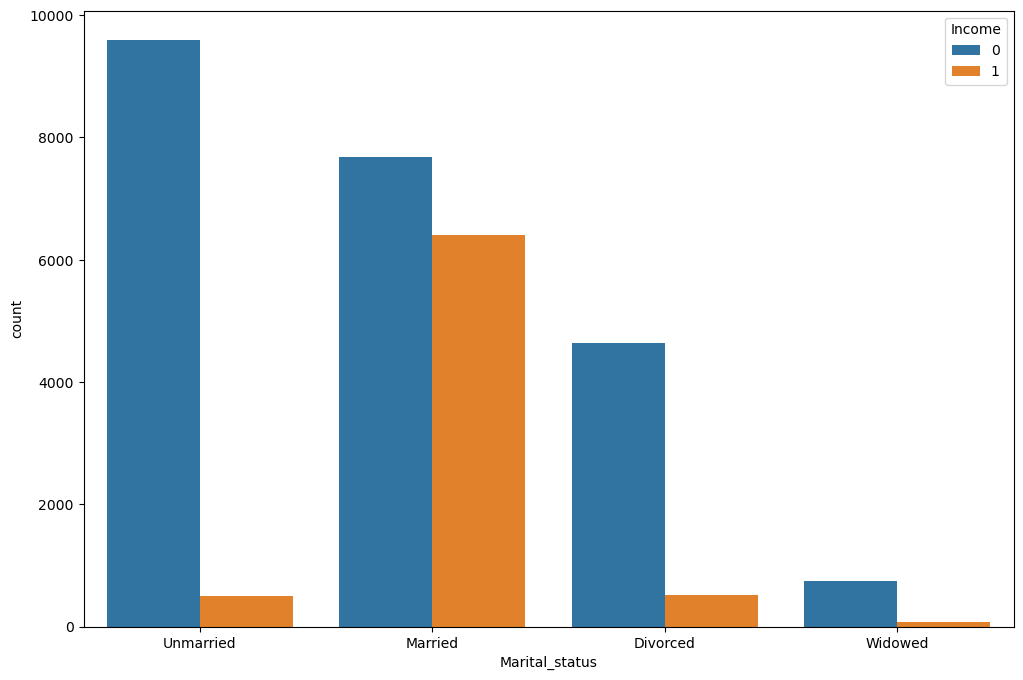 10000
8000
6000
4000
2000
0
count
Unmarried
Married
Divorced
Widowed
Marital_status
Income
0
1